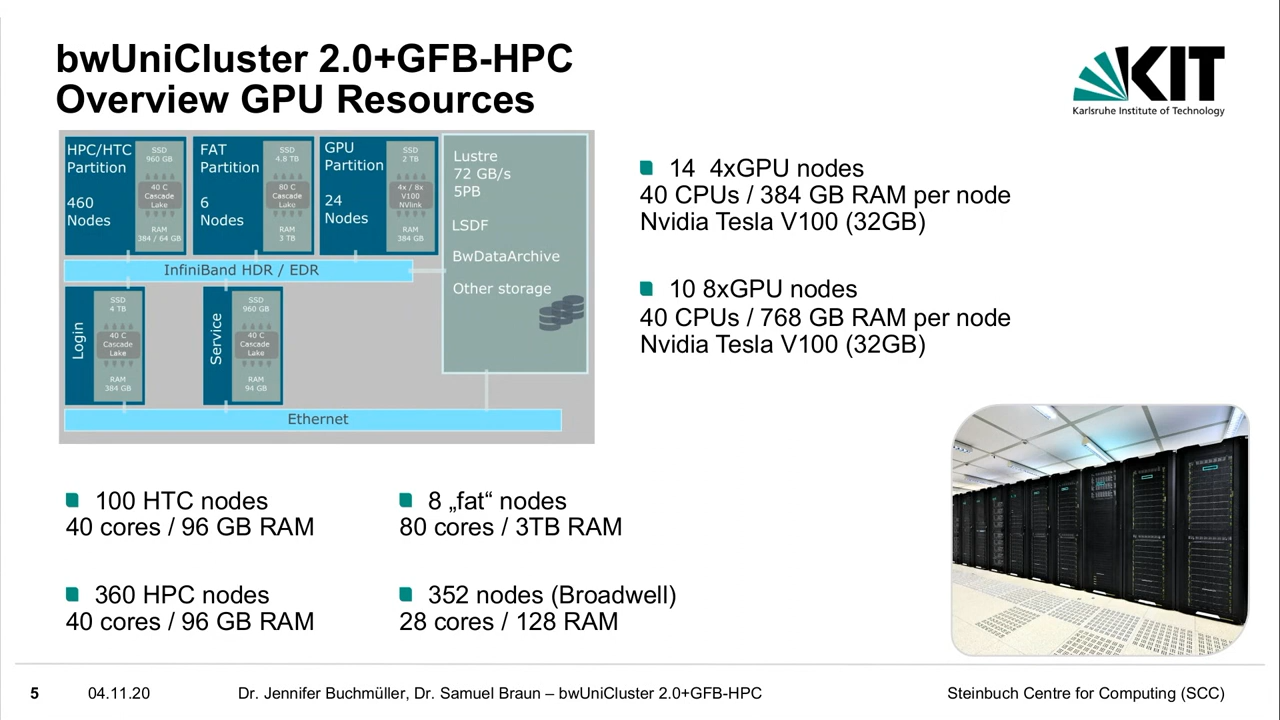 bwUniCluster 2.0+GFB-HPC
Overview GPU Resources
KIT
Karlsruhe Institute of Technology
HPC/HTC
Partition
460
Nodes
SSD
960 GB
40 C
Cascade
Lake
RAM
384 / 64 GB
FAT
Partition
6
Nodes
SSD
4.8 TB
80 C
Cascade
Lake
RAM
3 TB
GPU
Partition
24
Nodes
SSD
2 TB
4x / 8x
V100
NVlink
RAM
384 GB
Lustre
72 GB/s
5PB
LSDF
BwDataArchive
Other storage
InfiniBand HDR / EDR
Login
SSD
4 TB
40 C
Cascade
Lake
RAM
384 GB
Service
SSD
960 GB
40 C
Cascade
Lake
RAM
94 GB
Ethernet
14 4xGPU nodes
40 CPUs / 384 GB RAM per node
Nvidia Tesla V100 (32GB)
10 8xGPU nodes
40 CPUs / 768 GB RAM per node
Nvidia Tesla V100 (32GB)
100 HTC nodes
40 cores / 96 GB RAM
8 „fat“ nodes
80 cores / 3TB RAM
360 HPC nodes
40 cores / 96 GB RAM
352 nodes (Broadwell)
28 cores / 128 RAM
5
04.11.20
Dr. Jennifer Buchmüller, Dr. Samuel Braun – bwUniCluster 2.0+GFB-HPC
Steinbuch Centre for Computing (SCC)